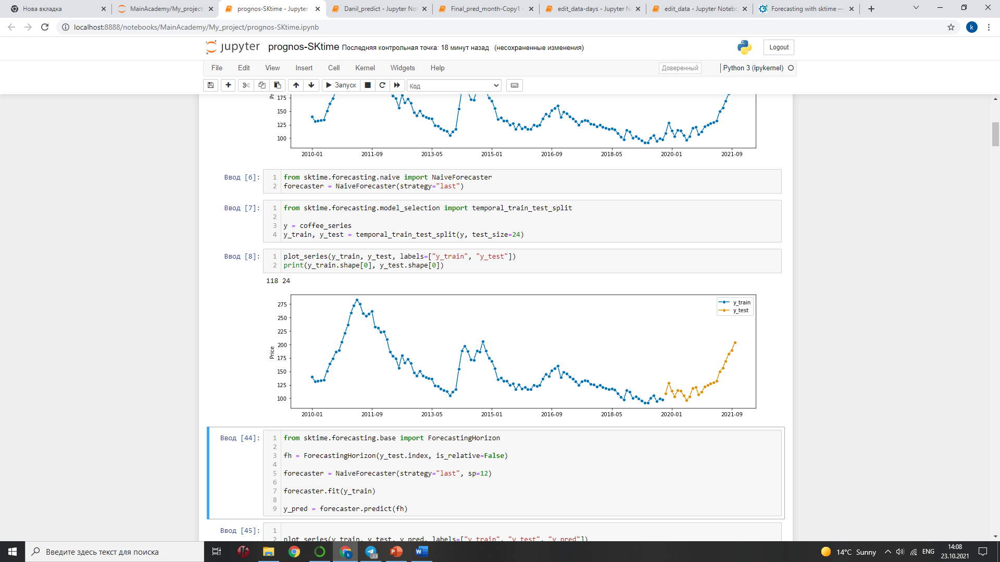 Нова вкладка
MainAcademy/My_project
prognos-SKtime - Jupyter
Danil_predict - Jupyter Not
Final_pred_month-Copy1 -
edit_data-days - Jupyter N
edit_data - Jupyter Notebo
Forecasting with sktime —
localhost:8888/notebooks/MainAcademy/My_project/prognos-SKtime.ipynb
k
jupyter
prognos-SKtime Последняя контрольная точка: 18 минут назад (несохраненные изменения)
Logout
File Edit View Insert Cell Kernel Widgets Help
Доверенный
Python 3 (ipykernel)
Запуск
Код
Pr
175
150
125
100
2010-01 2011-09 2013-05 2015-01 2016-09 2018-05 2020-01 2021-09
Ввод [6]:
1 from sktime.forecasting.naive import NaiveForecaster
2 forecaster = NaiveForecaster(strategy="last")
Ввод [7]:
1 from sktime.forecasting.model_selection import temporal_train_test_split
2
3 y = coffee_series
4 y_train, y_test = temporal_train_test_split(y, test_size=24)
Ввод [8]:
1 plot_series(y_train, y_test, labels=["y_train", "y_test"])
2 print(y_train.shape[0], y_test.shape[0])
118 24
y_train
y_test
Price
275
250
225
200
175
150
125
100
2010-01 2011-09 2013-05 2015-01 2016-09 2018-05 2020-01 2021-09
Ввод [44]:
1 from sktime.forecasting.base import ForecastingHorizon
2
3 fh = ForecastingHorizon(y_test.index, is_relative=False)
4
5 forecaster = NaiveForecaster(strategy="last", sp=12)
6
7 forecaster.fit(y_train)
8
9 y_pred = forecaster.predict(fh)
Ввод [45]:
1
2 plot_series(y_train, y_test, y_pred, labels=["y_train", "y_test", "y_pred"])
Введите здесь текст для поиска
k
23
14°C Sunny
ENG
14:08
23.10.2021